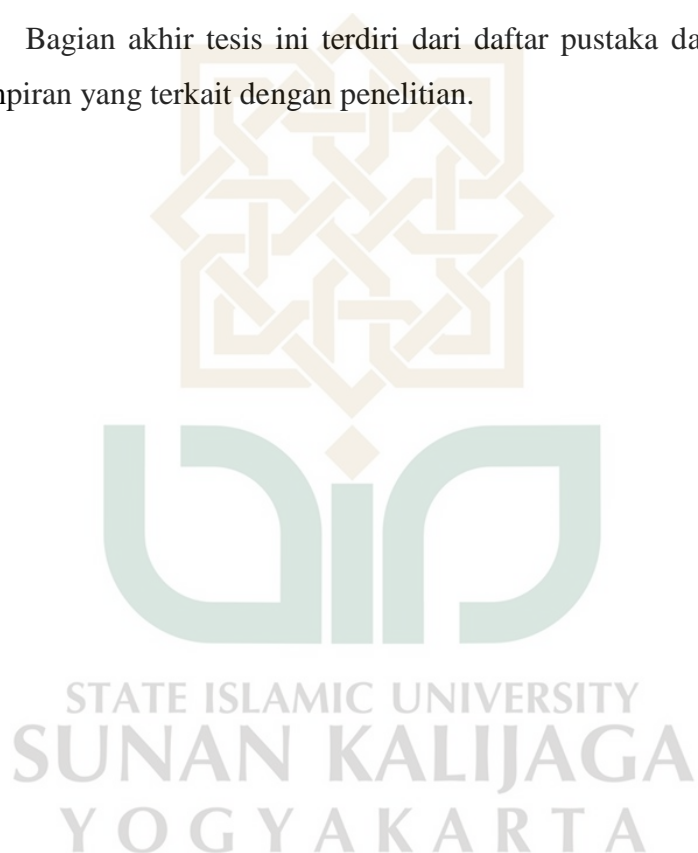 Bagian akhir tesis ini terdiri dari daftar pustaka da
piran yang terkait dengan penelitian.
STATE ISLAMIC UNIVERSITY
SUNAN KALIJAGA
YOGYAKARTA